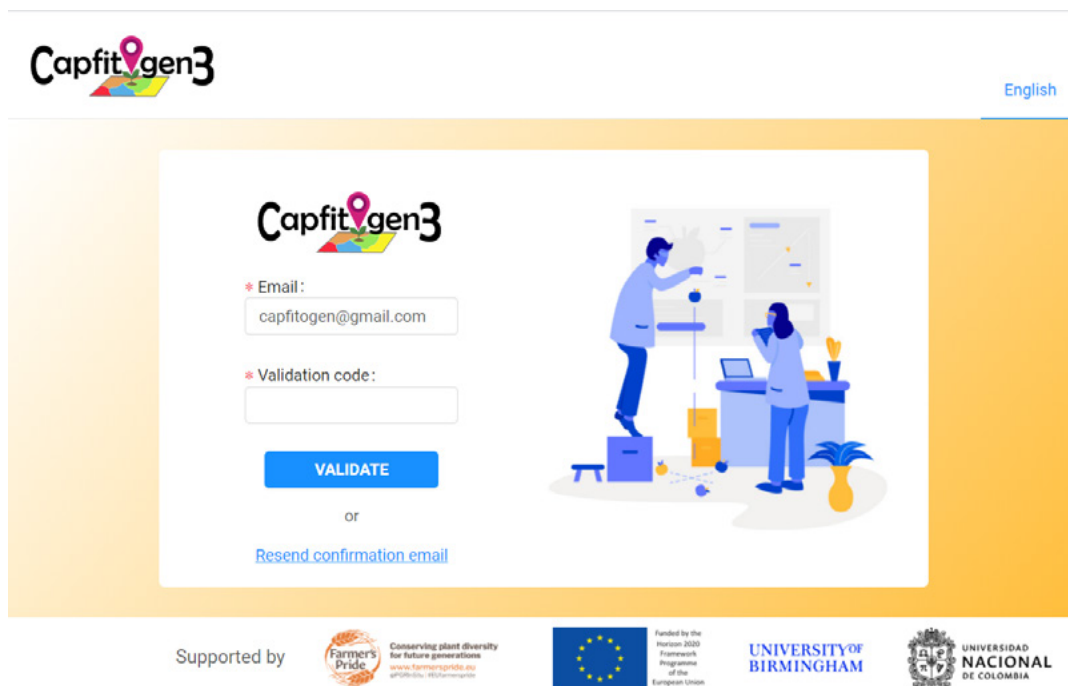 Capfitogen3
English
Capfitogen3
* Email:
capfitogen@gmail.com
* Validation code:
VALIDATE
or
Resend confirmation email
Supported by
Farmer's
Pride
Conserving plant diversity
for future generations
www.farmerspride.eu
Funded by the
Horizon 2020
Framework
Programme
of the
European Union
UNIVERSITY OF
BIRMINGHAM
UNIVERSIDAD
NACIONAL
DE COLOMBIA